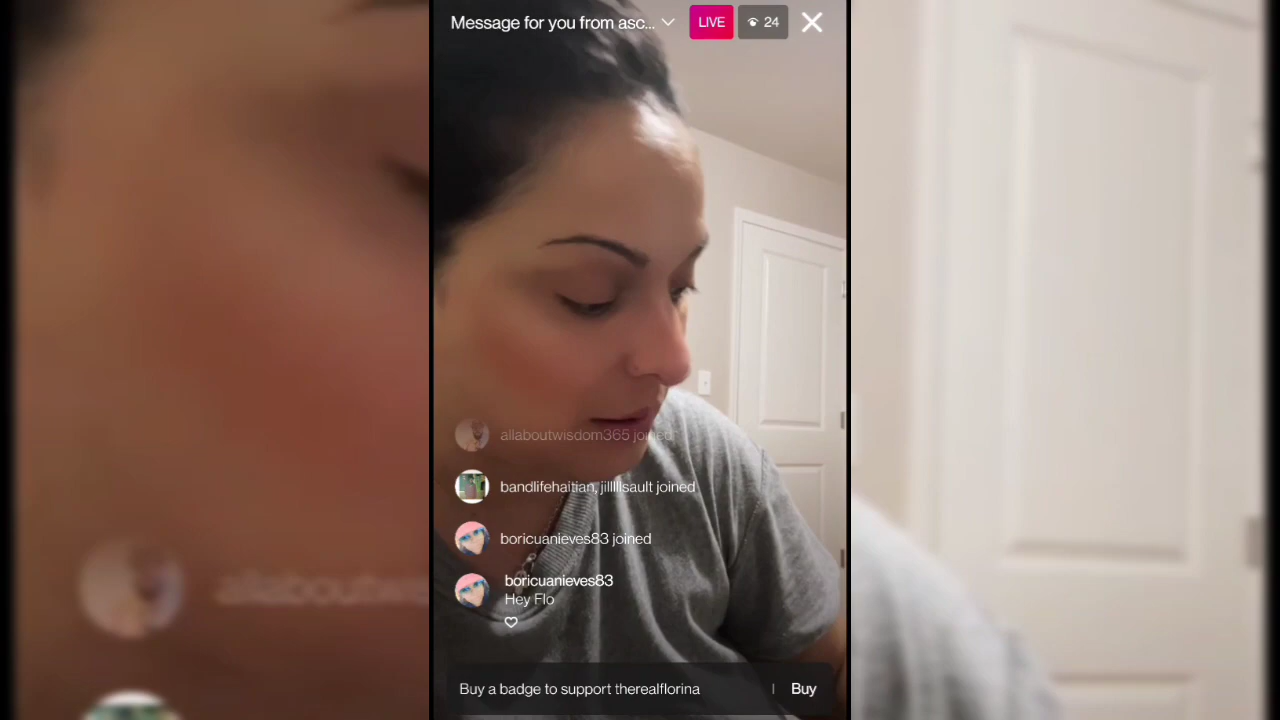 Message for you from asc...
LIVE
24
allaboutwisdom365 joined
bandlifehaitian, jilllllsault joined
boricuanieves83 joined
boricuanieves83
Hey Flo
Buy a badge to support therealflorina
Buy